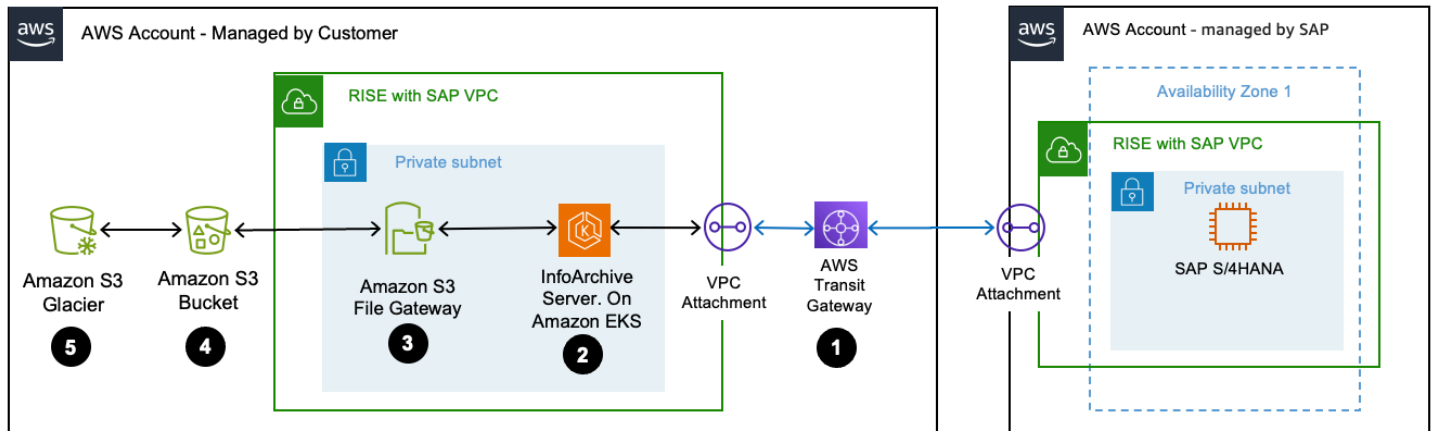 aws
AWS Account - Managed by Customer
RISE with SAP VPC
Private subnet
Amazon S3
Glacier
5
Amazon S3
Bucket
4
Amazon S3
File Gateway
3
K
InfoArchive
Server. On
Amazon EKS
2
VPC
Attachment
AWS
Transit
Gateway
1
aws
AWS Account - managed by SAP
Availability Zone 1
RISE with SAP VPC
Private subnet
VPC
Attachment
SAP S/4HANA